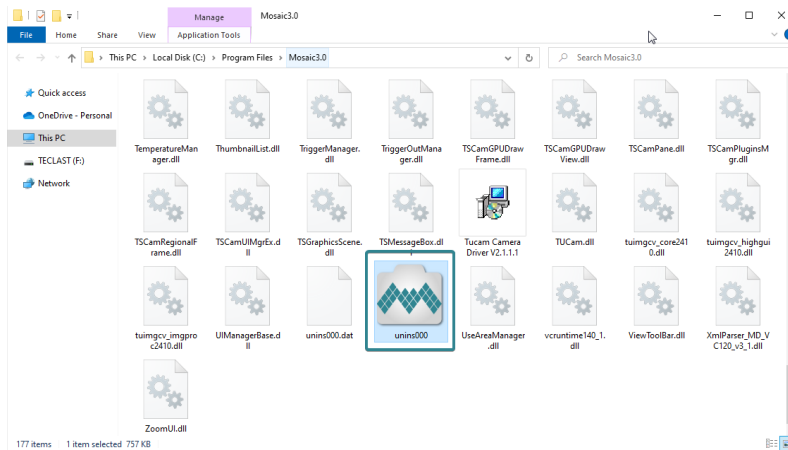 Manage
Mosaic3.0
File
Home
Share
View
Application Tools
This PC
Local Disk (C:)
Program Files
Mosaic3.0
Search Mosaic3.0
Quick access
OneDrive - Personal
This PC
TECLAST (F:)
Network
TemperatureMan
ager.dll
ThumbnailList.dll
TriggerManager.
dll
TriggerOutMana
ger.dll
TSCamGPUDraw
Frame.dll
TSCamGPUDraw
View.dll
TSCamPane.dll
TSCamPluginsM
gr.dll
TSCamRegionalF
rame.dll
TSCamUIMgrEx.d
ll
TSGraphicsScene.
dll
TSMessageBox.dl
l
Tucam Camera
Driver V2.1.1.1
TUCam.dll
tuimgcv_core241
0.dll
tuimgcv_highgui
2410.dll
tuimgcv_imgpro
c2410.dll
UIManagerBase.d
ll
unins000.dat
unins000
UseAreaManager
.dll
vcruntime140_1.
dll
ViewToolBar.dll
XmlParser_MD_V
C120_v3_1.dll
ZoomUI.dll
177 items
1 item selected
757 KB